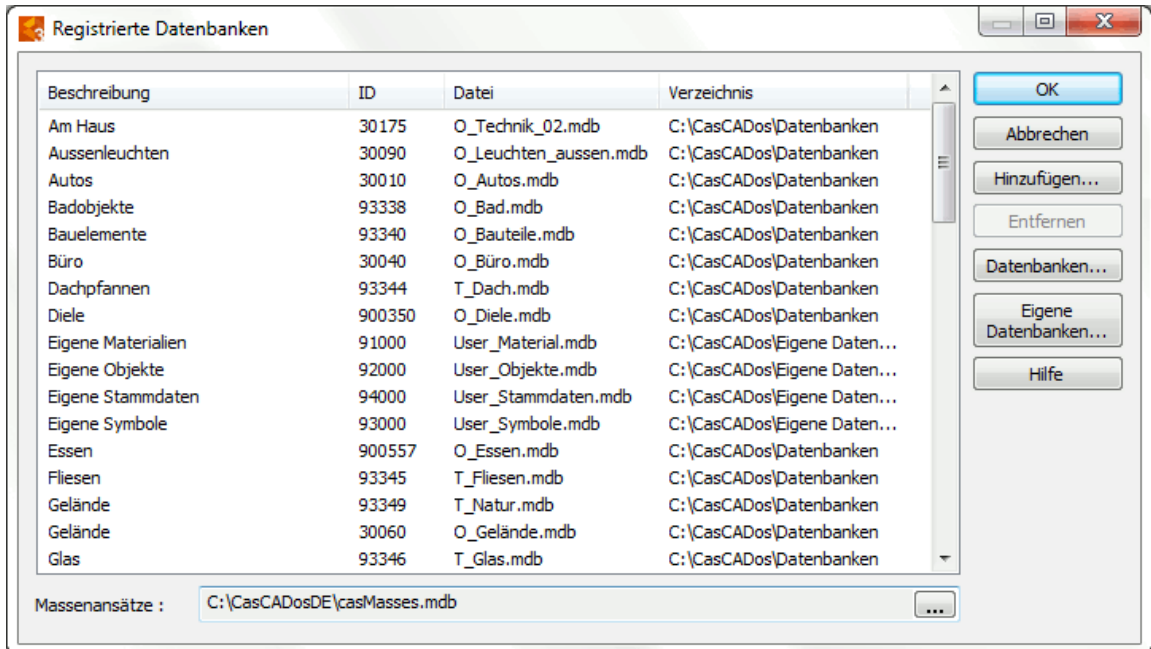 Registrierte Datenbanken
Beschreibung ID Datei Verzeichnis
Am Haus 30175 O_Technik_02.mdb C:\CasCADos\Datenbanken
Aussenleuchten 30090 O_Leuchten_aussen.mdb C:\CasCADos\Datenbanken
Autos 30010 O_Autos.mdb C:\CasCADos\Datenbanken
Badobjekte 93338 O_Bad.mdb C:\CasCADos\Datenbanken
Bauelemente 93340 O_Bauteile.mdb C:\CasCADos\Datenbanken
Büro 30040 O_Büro.mdb C:\CasCADos\Datenbanken
Dachpfannen 93344 T_Dach.mdb C:\CasCADos\Datenbanken
Diele 900350 O_Diele.mdb C:\CasCADos\Datenbanken
Eigene Materialien 91000 User_Material.mdb C:\CasCADos\Eigene Daten...
Eigene Objekte 92000 User_Objekte.mdb C:\CasCADos\Eigene Daten...
Eigene Stammdaten 94000 User_Stammdaten.mdb C:\CasCADos\Eigene Daten...
Eigene Symbole 93000 User_Symbole.mdb C:\CasCADos\Eigene Daten...
Essen 900557 O_Essen.mdb C:\CasCADos\Datenbanken
Fliesen 93345 T_Fliesen.mdb C:\CasCADos\Datenbanken
Gelände 93349 T_Natur.mdb C:\CasCADos\Datenbanken
Gelände 30060 O_Gelände.mdb C:\CasCADos\Datenbanken
Glas 93346 T_Glas.mdb C:\CasCADos\Datenbanken
OK
Abbrechen
Hinzufügen...
Entfernen
Datenbanken...
Eigene
Datenbanken...
Hilfe
Massenansätze : C:\CasCADosDE\casMasses.mdb ...